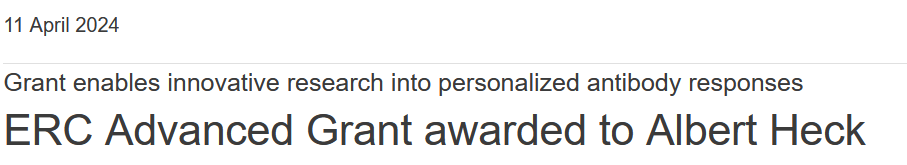 11 April 2024
Grant enables innovative research into personalized antibody responses
ERC Advanced Grant awarded to Albert Heck